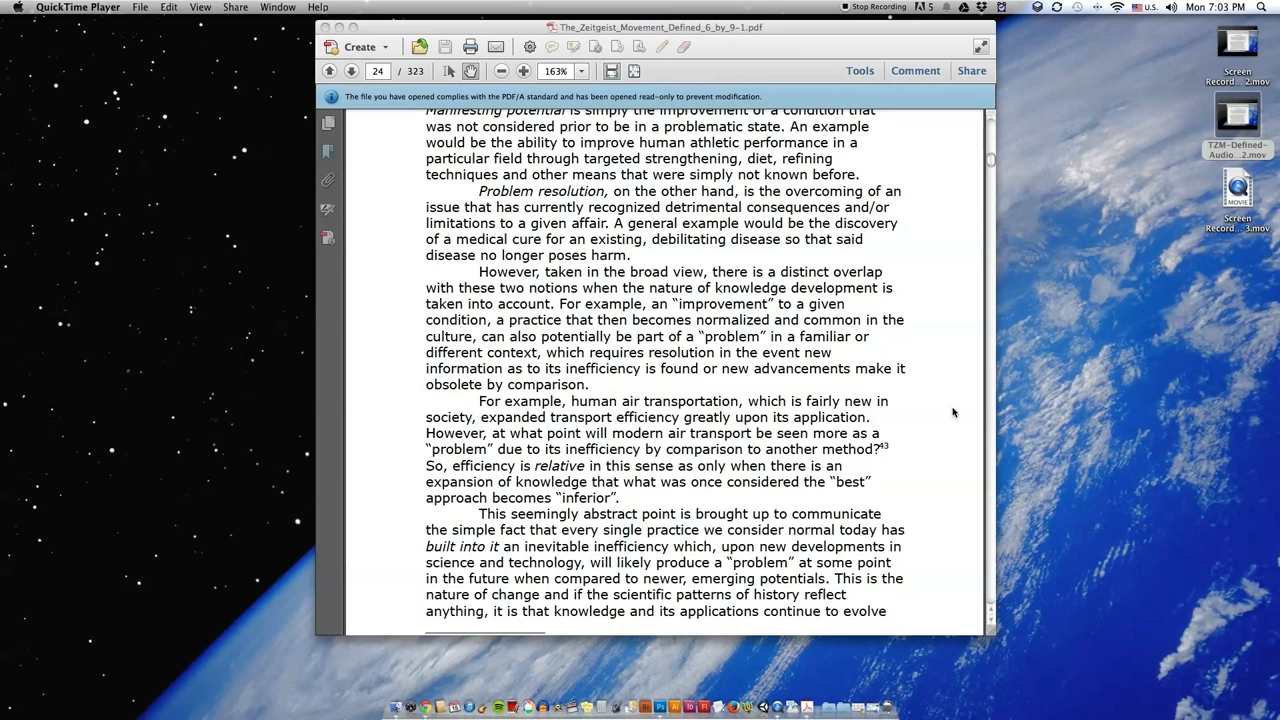 QuickTime Player File Edit View Share Window Help
Stop Recording 5 U.S. Mon 7:03 PM
The_Zeitgeist_Movement_Defined_6_by_9-1.pdf
Create
24 / 323 163% Tools Comment Share
The file you have opened complies with the PDF/A standard and has been opened read-only to prevent modification.
Manifesting potential is simply the improvement of a condition that
was not considered prior to be in a problematic state. An example
would be the ability to improve human athletic performance in a
particular field through targeted strengthening, diet, refining
techniques and other means that were simply not known before.
Problem resolution, on the other hand, is the overcoming of an
issue that has currently recognized detrimental consequences and/or
limitations to a given affair. A general example would be the discovery
of a medical cure for an existing, debilitating disease so that said
disease no longer poses harm.
However, taken in the broad view, there is a distinct overlap
with these two notions when the nature of knowledge development is
taken into account. For example, an “improvement” to a given
condition, a practice that then becomes normalized and common in the
culture, can also potentially be part of a “problem” in a familiar or
different context, which requires resolution in the event new
information as to its inefficiency is found or new advancements make it
obsolete by comparison.
For example, human air transportation, which is fairly new in
society, expanded transport efficiency greatly upon its application.
However, at what point will modern air transport be seen more as a
“problem” due to its inefficiency by comparison to another method?43
So, efficiency is relative in this sense as only when there is an
expansion of knowledge that what was once considered the “best”
approach becomes “inferior”.
This seemingly abstract point is brought up to communicate
the simple fact that every single practice we consider normal today has
built into it an inevitable inefficiency which, upon new developments in
science and technology, will likely produce a “problem” at some point
in the future when compared to newer, emerging potentials. This is the
nature of change and if the scientific patterns of history reflect
anything, it is that knowledge and its applications continue to evolve
Screen
Record... 2.mov
TZM-Defined-
Audio...2.mov
MOVIE
Screen
Record... 3.mov